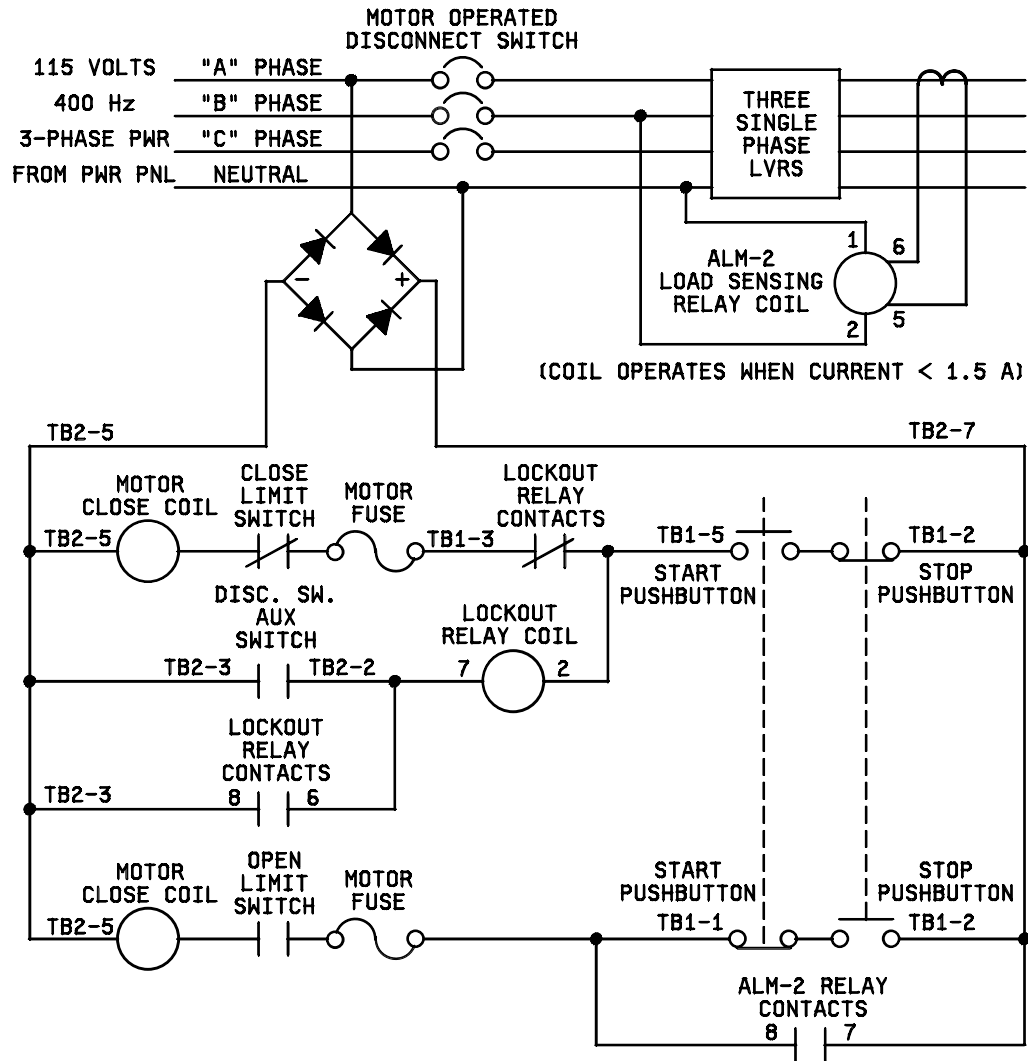 MOTOR OPERATED
DISCONNECT SWITCH
115 VOLTS "A" PHASE
400 Hz "B" PHASE
3-PHASE PWR "C" PHASE
FROM PWR PNL NEUTRAL
THREE
SINGLE
PHASE
LVRS
1
6
ALM-2
LOAD SENSING
RELAY COIL
2
5
- +
(COIL OPERATES WHEN CURRENT < 1.5 A)
TB2-5
TB2-7
MOTOR
CLOSE COIL
CLOSE
LIMIT
SWITCH
MOTOR
FUSE
LOCKOUT
RELAY
CONTACTS
TB2-5
TB1-3
TB1-5
TB1-2
START
PUSHBUTTON
STOP
PUSHBUTTON
DISC. SW.
AUX
SWITCH
LOCKOUT
RELAY COIL
TB2-3
TB2-2
7
2
LOCKOUT
RELAY
CONTACTS
TB2-3
8
6
MOTOR
CLOSE COIL
OPEN
LIMIT
SWITCH
MOTOR
FUSE
START
PUSHBUTTON
STOP
PUSHBUTTON
TB2-5
TB1-1
TB1-2
ALM-2 RELAY
CONTACTS
8
7